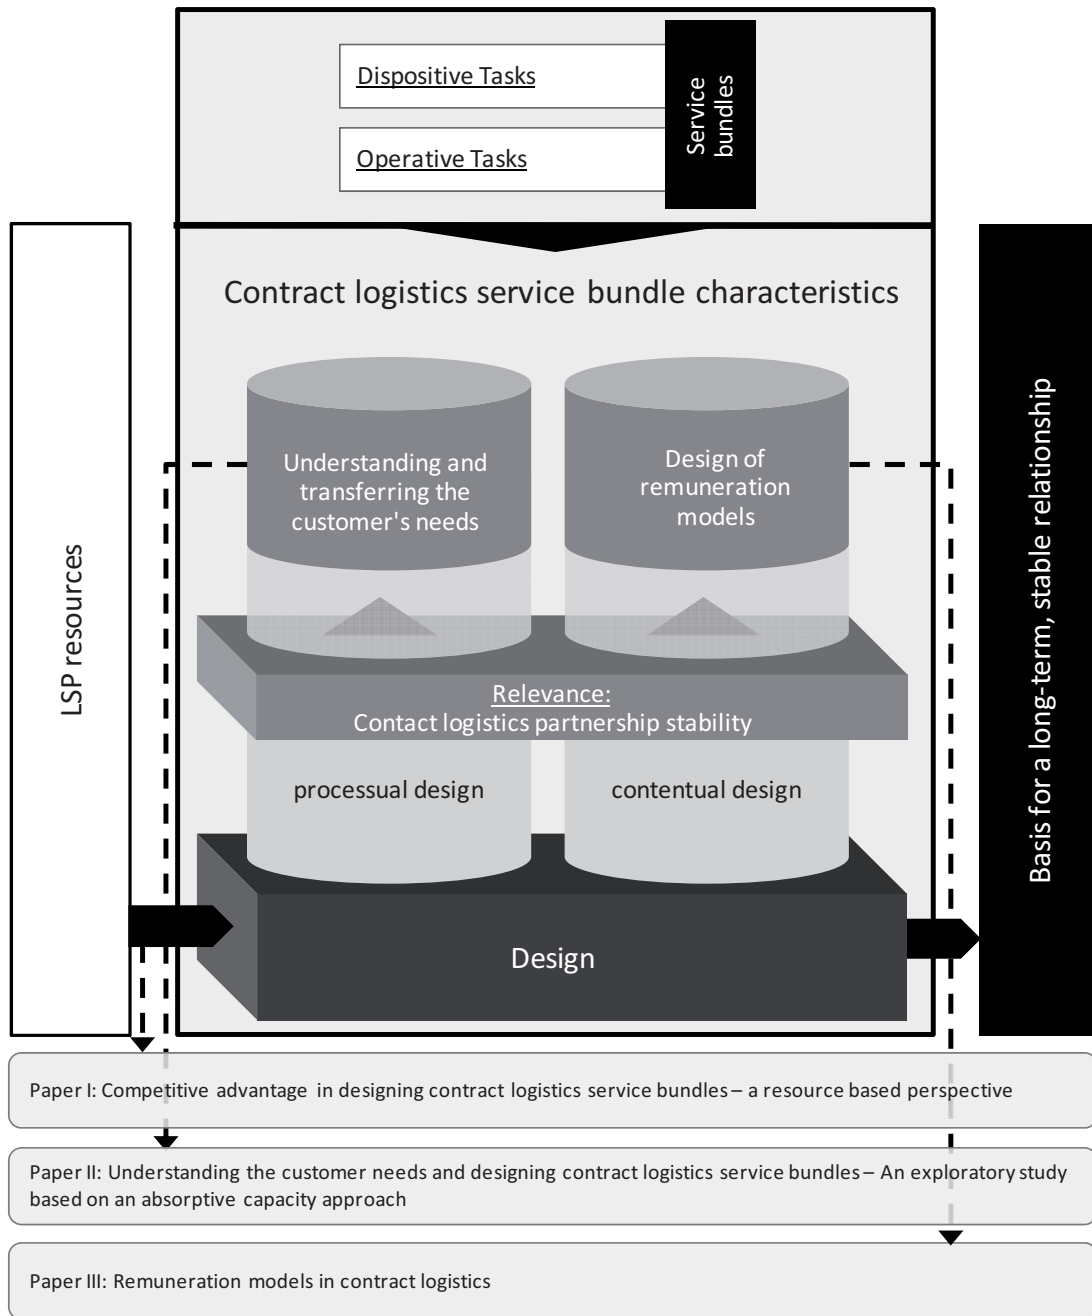 Dispositive Tasks
Operative Tasks
Service
bundles
Contract logistics service bundle characteristics
LSP resources
Understanding and
transferring the
customer's needs
Design of
remuneration
models
Basis for a long-term, stable relationship
Relevance:
Contact logistics partnership stability
processual design
contentual design
Design
Paper I: Competitive advantage in designing contract logistics service bundles – a resource based perspective
Paper II: Understanding the customer needs and designing contract logistics service bundles – An exploratory study
based on an absorptive capacity approach
Paper III: Remuneration models in contract logistics